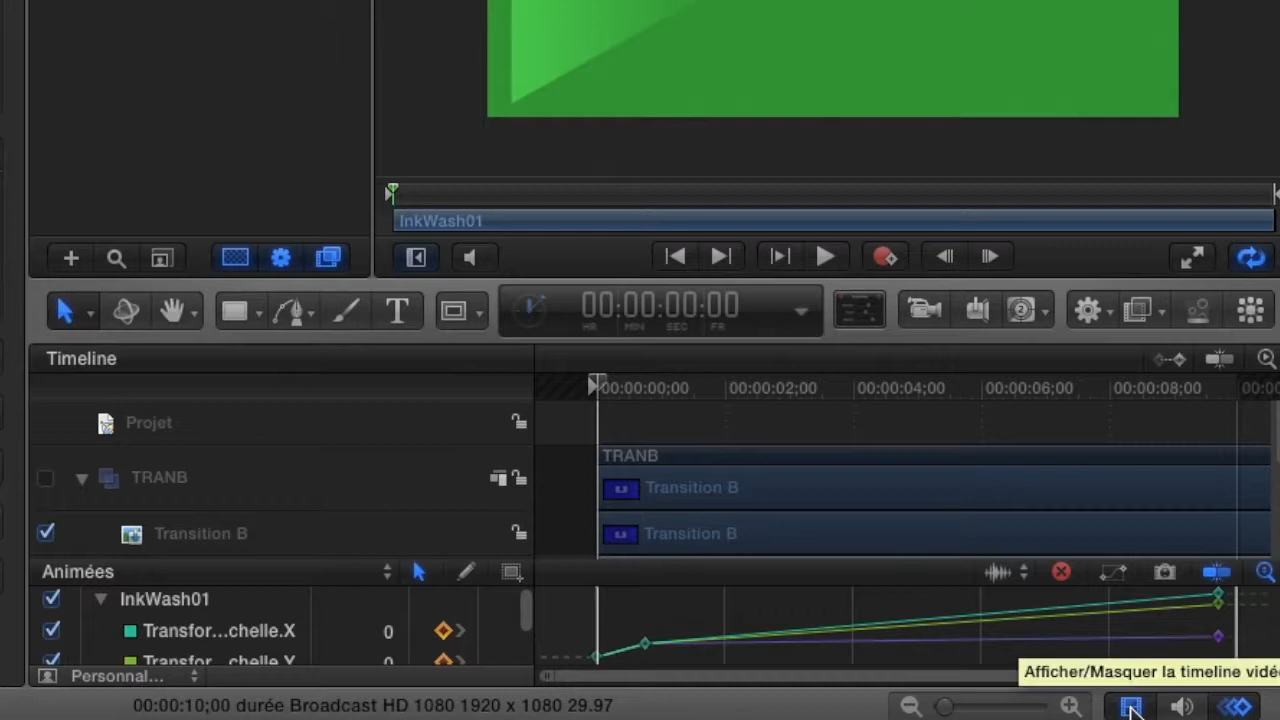 InkWash01
T
00:00:00:00
HR MIN SEC FR
2
Timeline
00:00:00;00 00:00:02;00 00:00:04;00 00:00:06;00 00:00:08;00 00:00
Projet
TRANB
TRANB
Transition B
Transition B
Transition B
Animées
InkWash01
Transfor...chelle.X 0
Transfor...chelle.Y 0
Personnal...
Afficher/Masquer la timeline vidé
00:00:10;00 durée Broadcast HD 1080 1920 x 1080 29.97